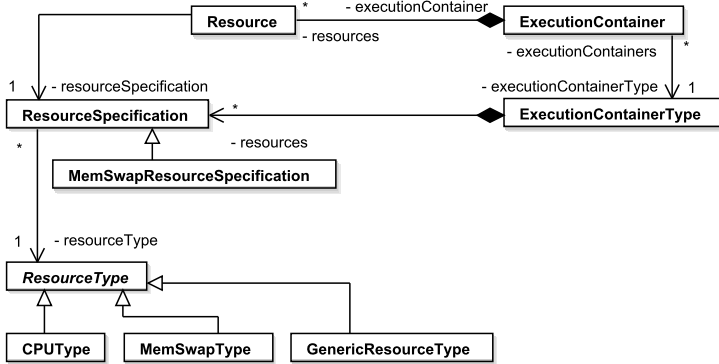 * - executionContainer
Resource
ExecutionContainer
- resources
- executionContainers *
1 - resourceSpecification
- executionContainerType 1
ResourceSpecification
*
ExecutionContainerType
* - resources
MemSwapResourceSpecification
1 - resourceType
ResourceType
CPUType
MemSwapType
GenericResourceType